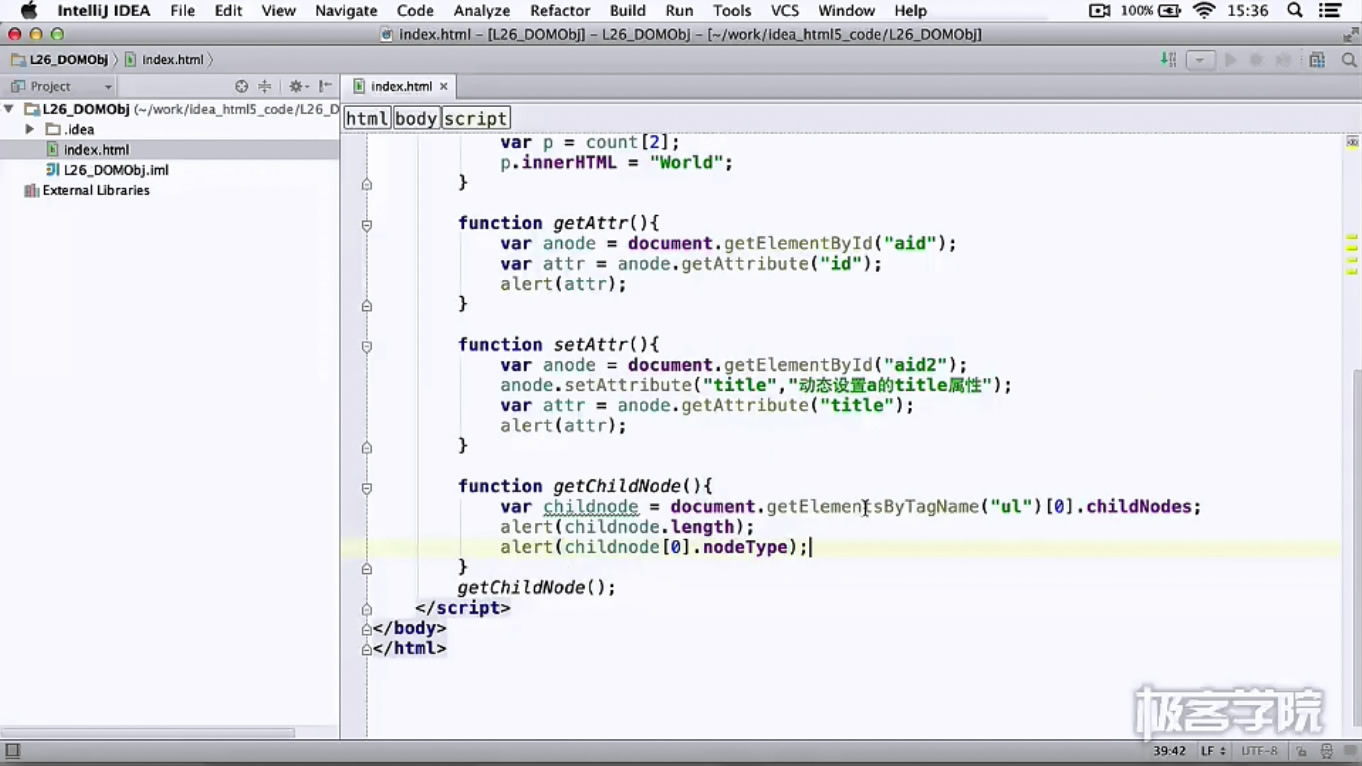 IntelliJ IDEA File Edit View Navigate Code Analyze Refactor Build Run Tools VCS Window Help 100% 15:36
index.html - [L26_DOMObj] - L26_DOMObj - [~/work/idea_html5_code/L26_DOMObj]
L26_DOMObj index.html
Project index.html
L26_DOMObj (~/work/idea_html5_code/L26_D
html body script
.idea
index.html
L26_DOMObj.iml
External Libraries
var p = count[2];
p.innerHTML = "World";
}
function getAttr(){
var anode = document.getElementById("aid");
var attr = anode.getAttribute("id");
alert(attr);
}
function setAttr(){
var anode = document.getElementById("aid2");
anode.setAttribute("title","动态设置a的title属性");
var attr = anode.getAttribute("title");
alert(attr);
}
function getChildNode(){
var childnode = document.getElementsByTagName("ul")[0].childNodes;
alert(childnode.length);
alert(childnode[0].nodeType);
}
getChildNode();
</script>
</body>
</html>
极客学院
39:42 LF UTF-8